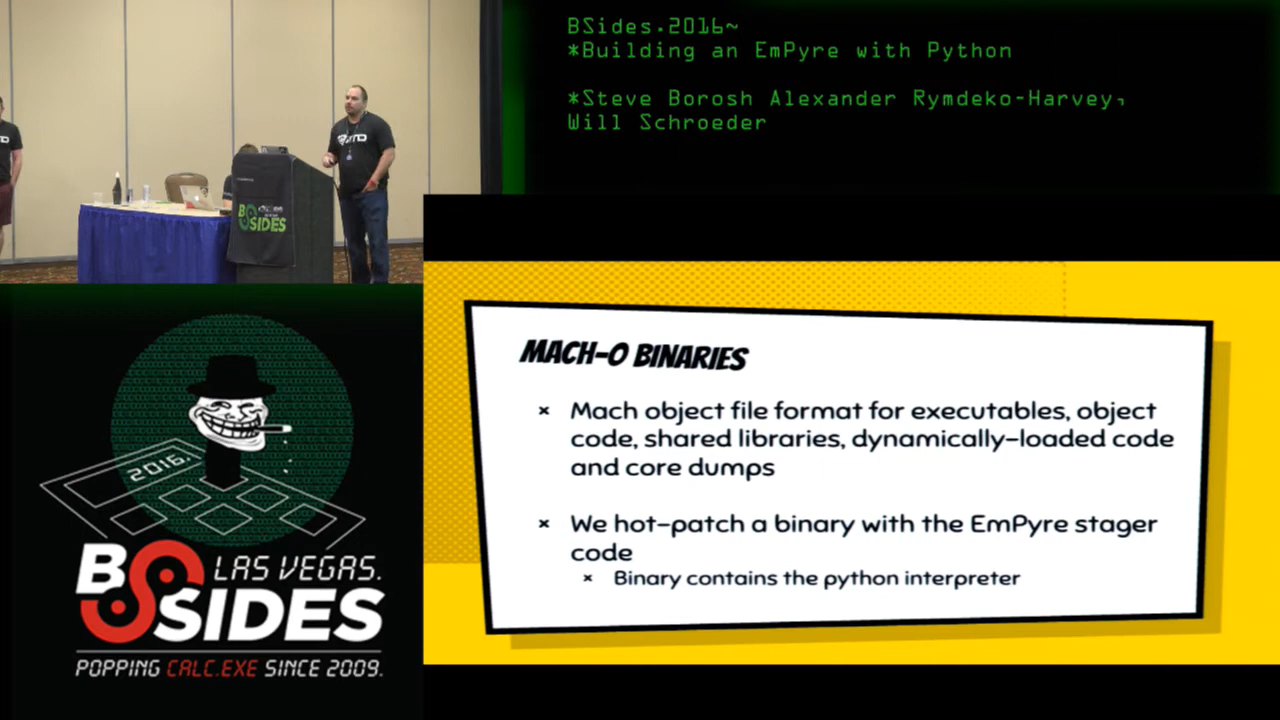 BSides.2016~
*Building an EmPyre with Python
*Steve Borosh Alexander Rymdeko-Harvey,
Will Schroeder
BSIDES
MACH-O BINARIES
× Mach object file format for executables, object
code, shared libraries, dynamically-loaded code
and core dumps
× We hot-patch a binary with the EmPyre stager
code
× Binary contains the python interpreter
2016.
BSIDES
LAS VEGAS.
POPPING CALC.EXE SINCE 2009.